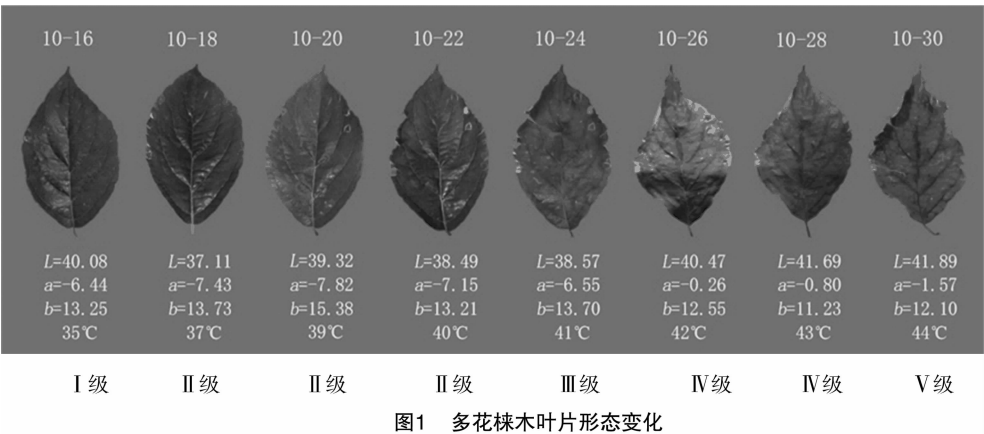 10-16 10-18 10-20 10-22 10-24 10-26 10-28 10-30
L=40.08 L=37.11 L=39.32 L=38.49 L=38.57 L=40.47 L=41.69 L=41.89
a=-6.44 a=-7.43 a=-7.82 a=-7.15 a=-6.55 a=-0.26 a=-0.80 a=-1.57
b=13.25 b=13.73 b=15.38 b=13.21 b=13.70 b=12.55 b=11.23 b=12.10
35℃ 37℃ 39℃ 40℃ 41℃ 42℃ 43℃ 44℃
Ⅰ级 Ⅱ级 Ⅱ级 Ⅱ级 Ⅲ级 Ⅳ级 Ⅳ级 Ⅴ级
图1 多花梾木叶片形态变化